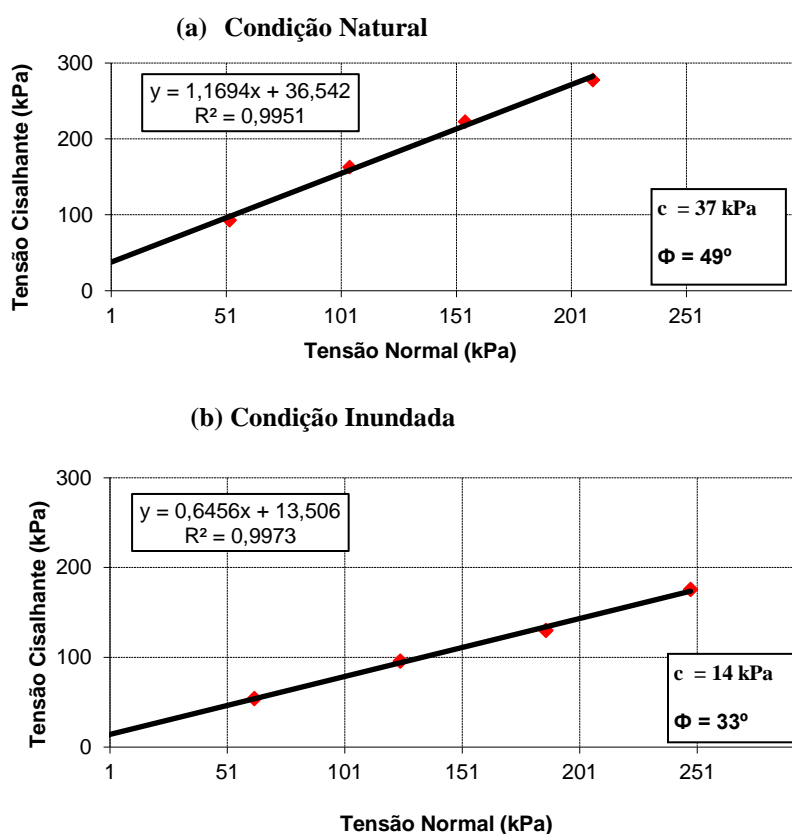 (a) Condição Natural
Tensão Cisalhante (kPa)
300
200
100
0
y = 1,1694x + 36,542
R² = 0,9951
c = 37 kPa
Φ = 49º
1 51 101 151 201 251
Tensão Normal (kPa)
(b) Condição Inundada
Tensão Cisalhante (kPa)
300
200
100
0
y = 0,6456x + 13,506
R² = 0,9973
c = 14 kPa
Φ = 33º
1 51 101 151 201 251
Tensão Normal (kPa)